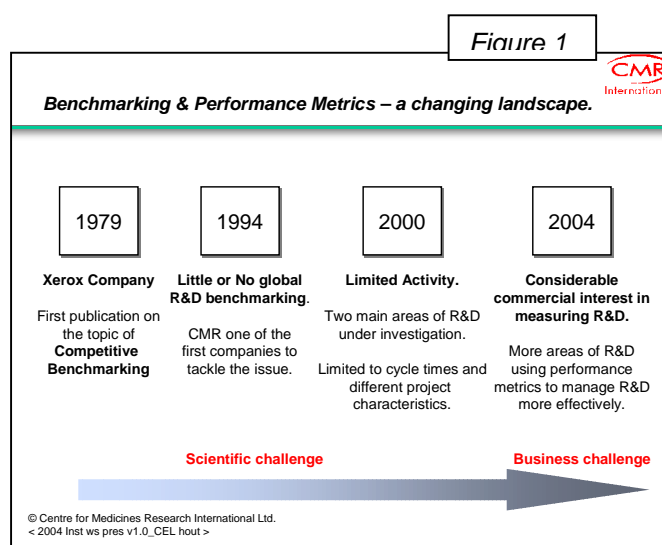 Figure 1
CMR
Internation
Benchmarking & Performance Metrics – a changing landscape.
1979
1994
2000
2004
Xerox Company
First publication on
the topic of
Competitive
Benchmarking
Little or No global
R&D benchmarking.
CMR one of the
first companies to
tackle the issue.
Limited Activity.
Two main areas of R&D
under investigation.
Limited to cycle times and
different project
characteristics.
Considerable
commercial interest in
measuring R&D.
More areas of R&D
using performance
metrics to manage R&D
more effectively.
Scientific challenge
Business challenge
© Centre for Medicines Research International Ltd.
< 2004 Inst ws pres v1.0_CEL hout >